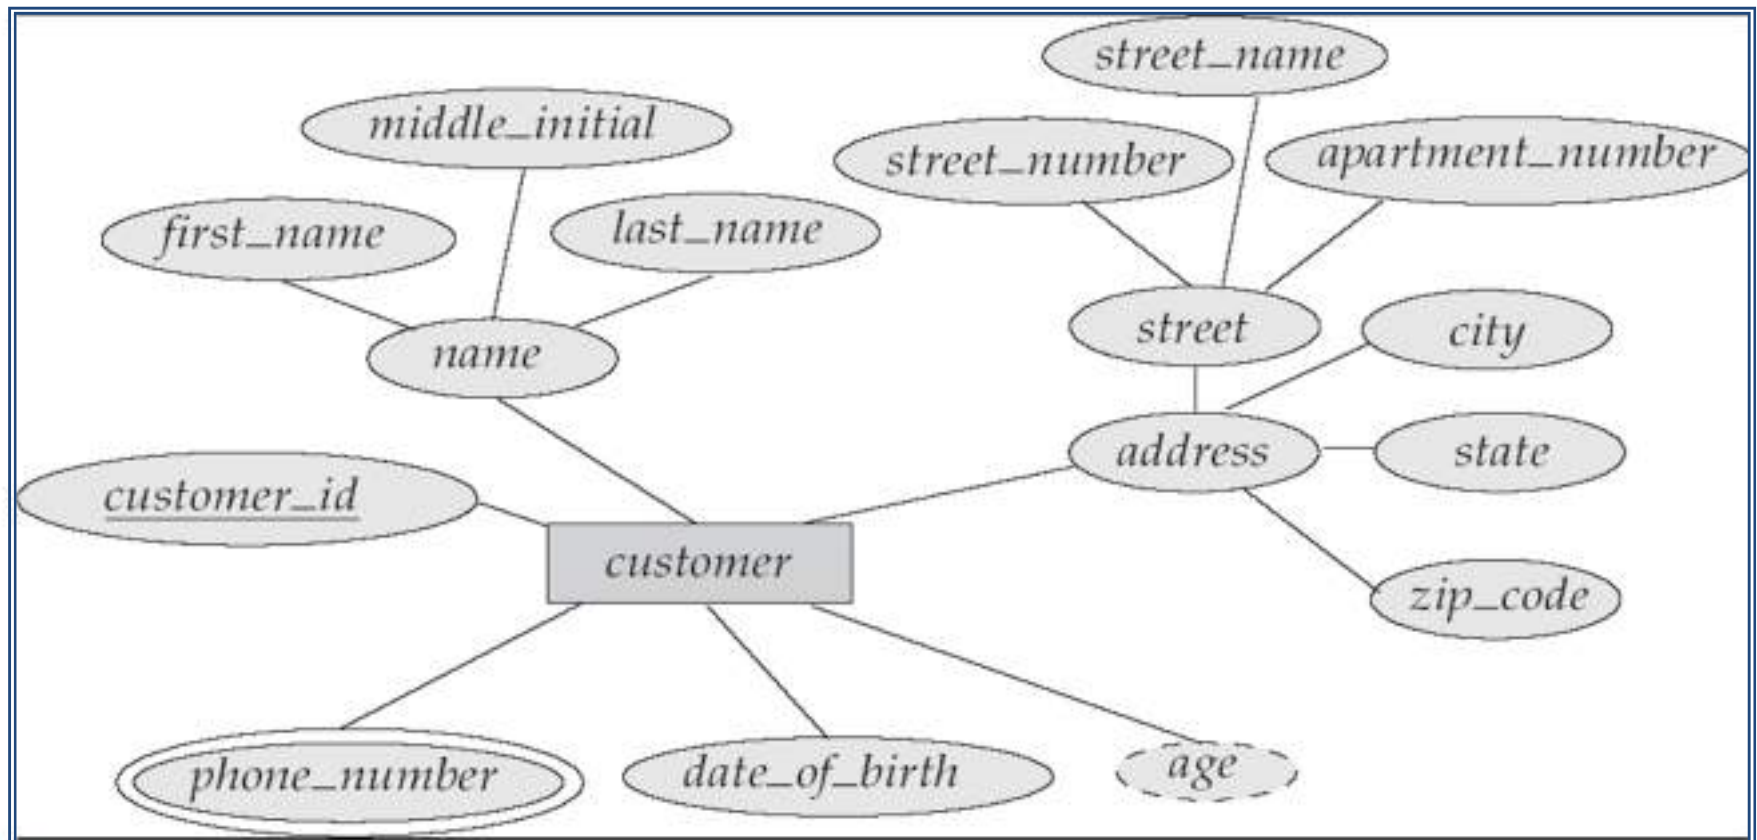 street_name
middle_initial
street_number
apartment_number
first_name
last_name
street
city
name
address
state
customer_id
customer
zip_code
phone_number
date_of_birth
age